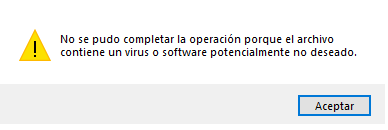 No se pudo completar la operación porque el archivo
contiene un virus o software potencialmente no deseado.
Aceptar